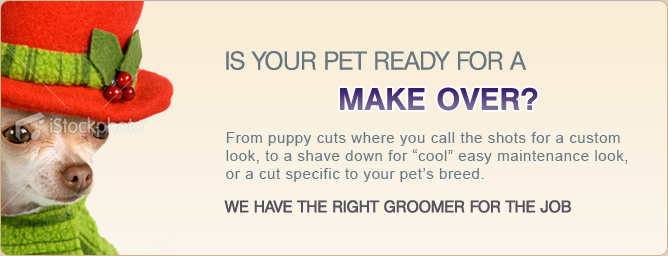 IS YOUR PET READY FOR A
MAKE OVER?
From puppy cuts where you call the shots for a custom
look, to a shave down for “cool” easy maintenance look,
or a cut specific to your pet’s breed.
WE HAVE THE RIGHT GROOMER FOR THE JOB
iStockphoto